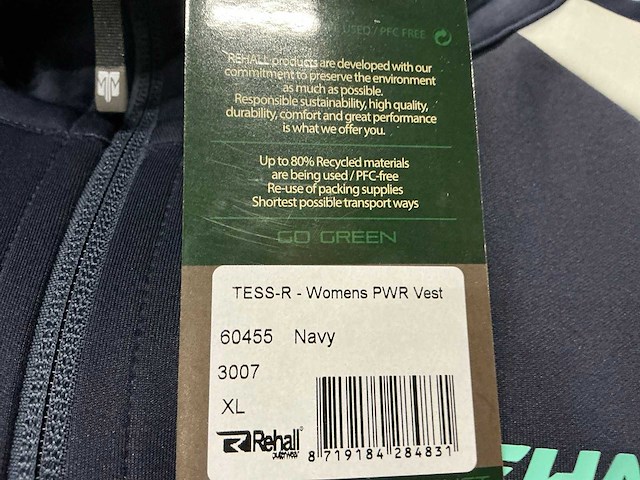 USED / PFC FREE
REHALL products are developed with our
commitment to preserve the environment
as much as possible.
Responsible sustainability, high quality,
durability, comfort and great performance
is what we offer you.
Up to 80% Recycled materials
are being used / PFC-free
Re-use of packing supplies
Shortest possible transport ways
GO GREEN
TESS-R - Womens PWR Vest
60455 Navy
3007
XL
Rehall
outerwear
8 719184 284831